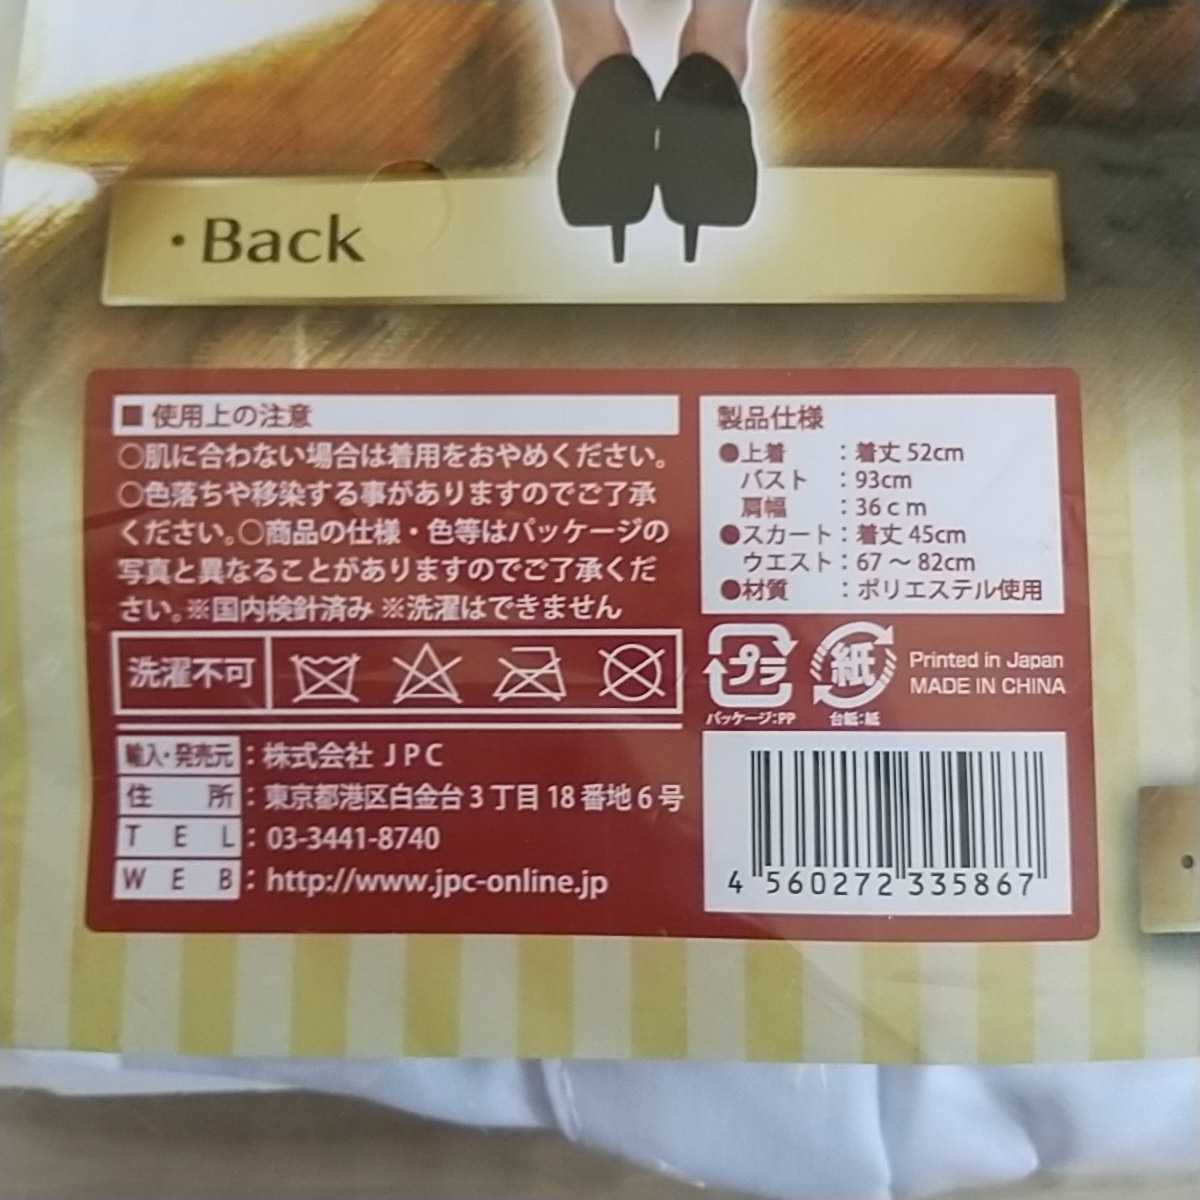 ・Back
■ 使用上の注意
○肌に合わない場合は着用をおやめください。
○色落ちや移染する事がありますのでご了承
ください。○商品の仕様・色等はパッケージの
写真と異なることがありますのでご了承くだ
さい。※国内検針済み ※洗濯はできません
洗濯不可
輸入・発売元：株式会社 JPC
住所：東京都港区白金台3丁目18番地6号
TEL：03-3441-8740
WEB：http://www.jpc-online.jp
製品仕様
●上着：着丈 52cm
バスト：93cm
肩幅：36cm
●スカート：着丈 45cm
ウエスト：67～82cm
●材質：ポリエステル使用
プラ
パッケージ：PP
紙
台紙：紙
Printed in Japan
MADE IN CHINA
4 560272 335867